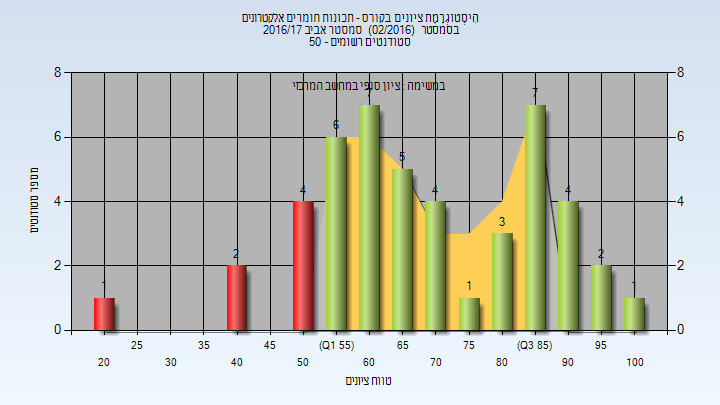 היסטוגרמת ציונים בקורס - תכונות חומרים אלקטרונים
בסמסטר (02/2016) סמסטר אביב 2016/17
סטודנטים רשומים - 50
במשימה : ציון סופי במחשב המרכזי
מספר סטודנטים
8 8
6 6
4 4
2 2
0 0
1 2 4 6 7 5 4 1 3 7 4 2 1
25 35 45 (Q1 55) 65 75 (Q3 85) 95
20 30 40 50 60 70 80 90 100
טווח ציונים